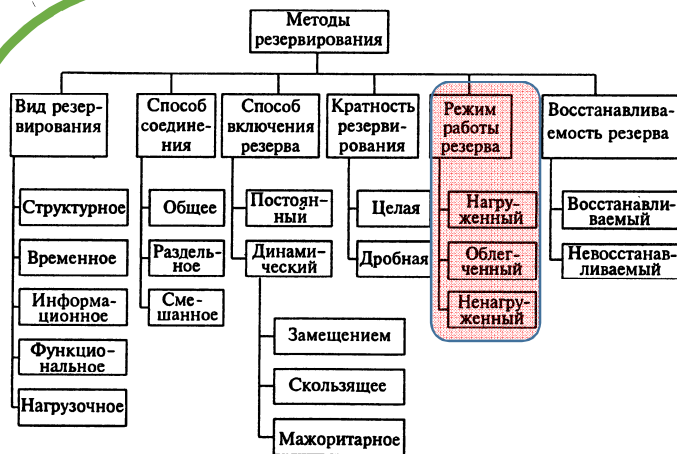 Методы
резервирования
Вид резер-
вирования
Способ
соедине-
ния
Способ
включения
резерва
Кратность
резерви-
рования
Режим
работы
резерва
Восстанавлива-
емость резерва
Структурное
Временное
Информа-
ционное
Функцио-
нальное
Нагрузочное
Общее
Раздель-
ное
Сме-
шанное
Постоян-
ный
Динами-
ческий
Замещением
Скользящее
Мажоритарное
Целая
Дробная
Нагру-
женный
Облег-
ченный
Ненагру-
женный
Восстанавли-
ваемый
Невосстанав-
ливаемый